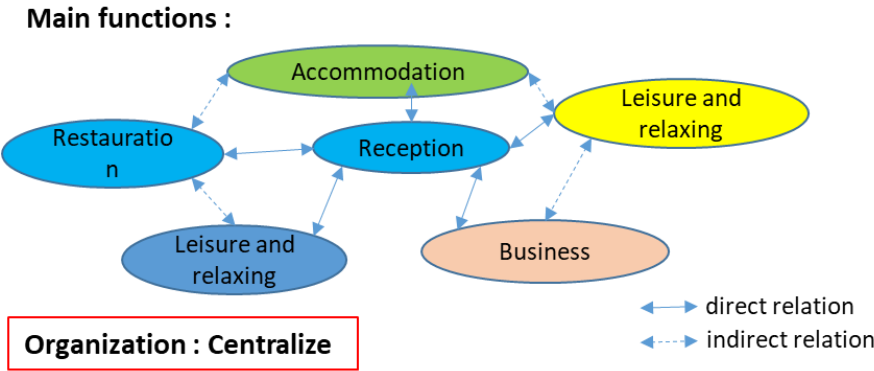 Main functions :
Accommodation
Leisure and
relaxing
Restauratio
n
Reception
Leisure and
relaxing
Business
direct relation
indirect relation
Organization : Centralize